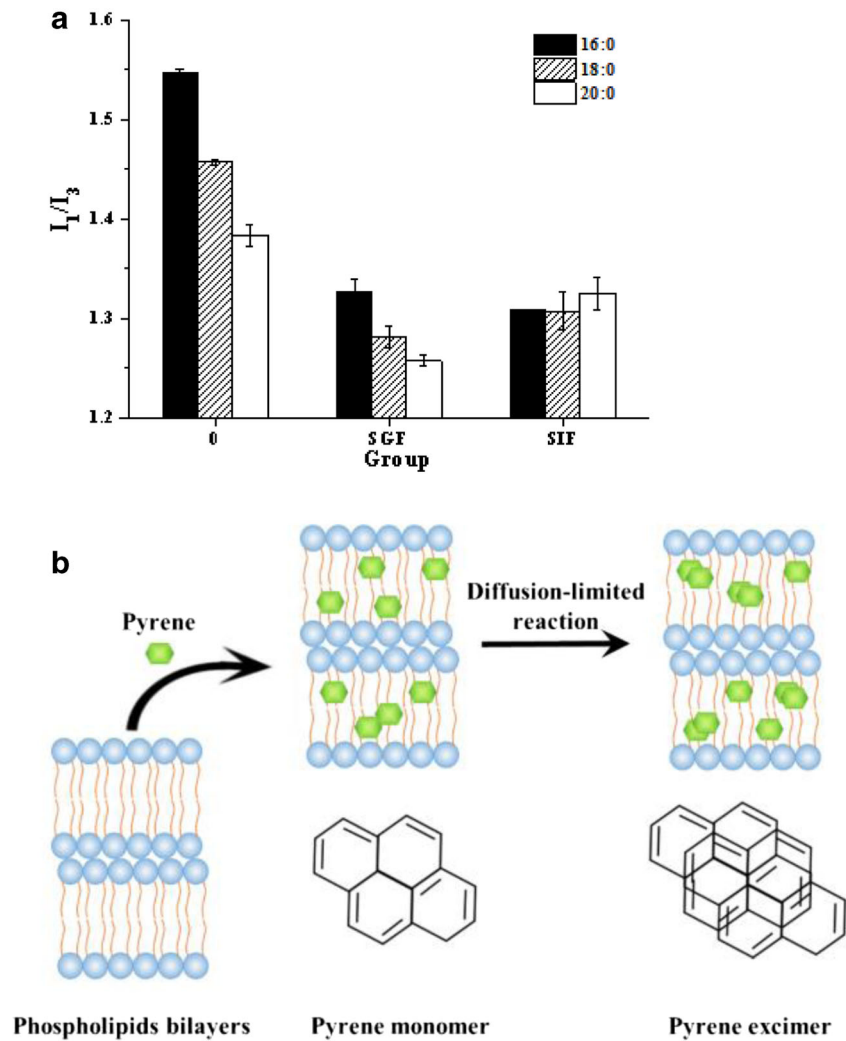 a
1.6
1.5
1.4
1.3
1.2
I1/I3
16:0
18:0
20:0
0
SGF
SIF
Group
b
Pyrene
Diffusion-limited
reaction
Phospholipids bilayers
Pyrene monomer
Pyrene excimer